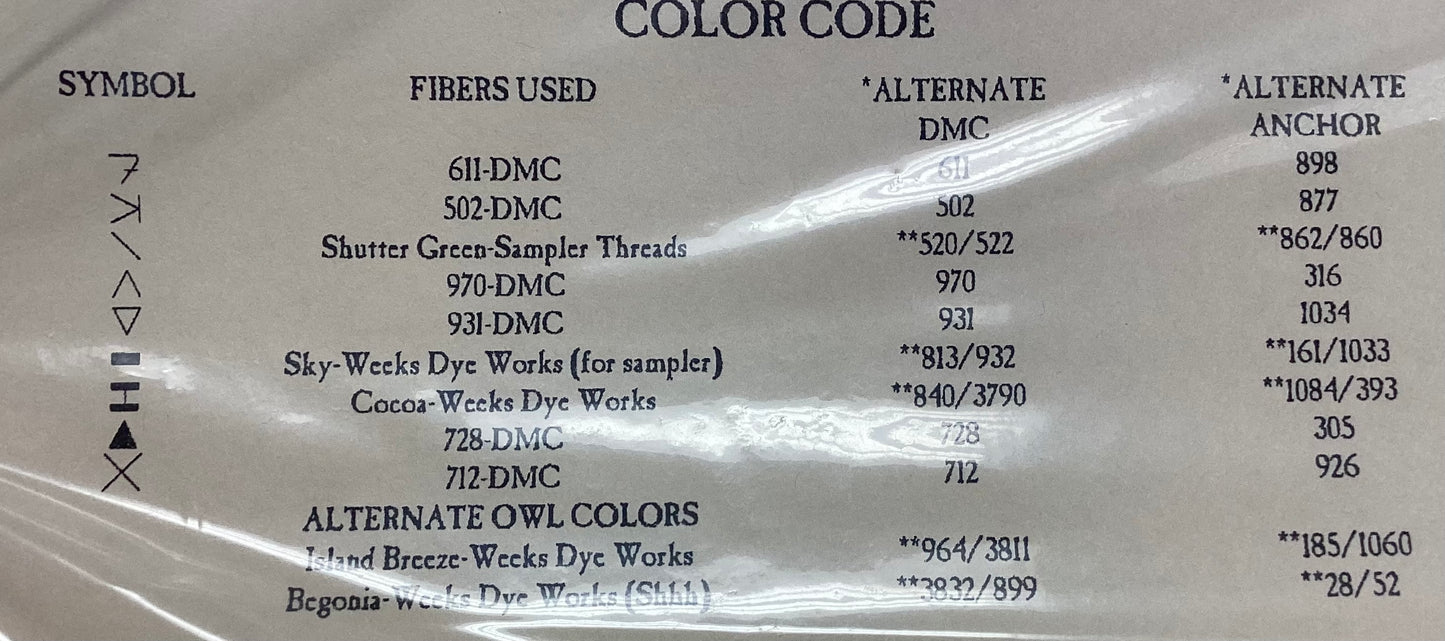 COLOR CODE
SYMBOL FIBERS USED *ALTERNATE DMC *ALTERNATE ANCHOR
611-DMC 611 898
502-DMC 502 877
Shutter Green-Sampler Threads **520/522 **862/860
970-DMC 970 316
931-DMC 931 1034
Sky-Weeks Dye Works (for sampler) **813/932 **161/1033
Cocoa-Weeks Dye Works **840/3790 **1084/393
728-DMC 728 305
712-DMC 712 926
ALTERNATE OWL COLORS
Island Breeze-Weeks Dye Works **964/3811 **185/1060
Begonia-Weeks Dye Works (Shhh) **3832/899 **28/52